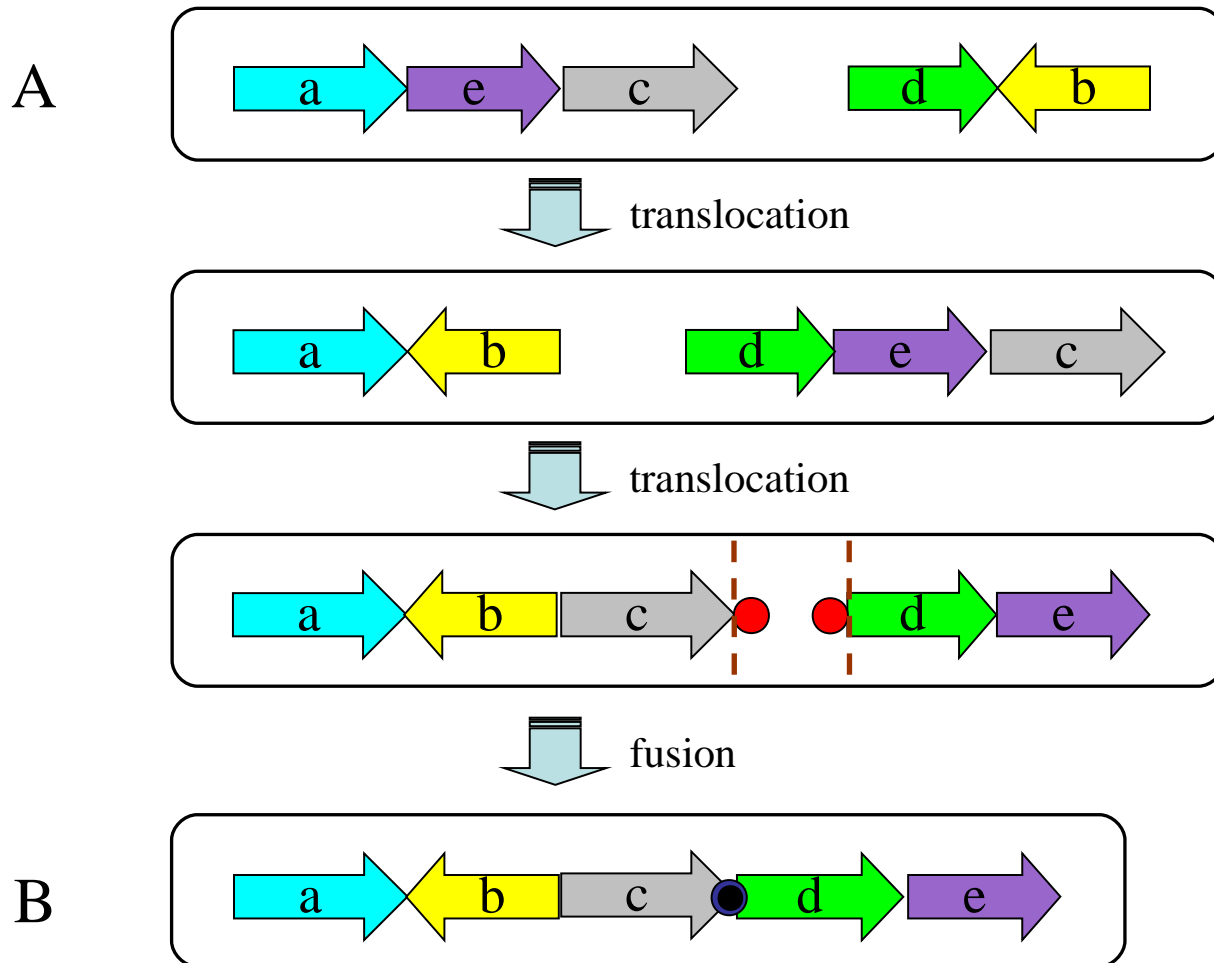 A a e c d b
translocation
a b d e c
translocation
a b c d e
fusion
B a b c d e